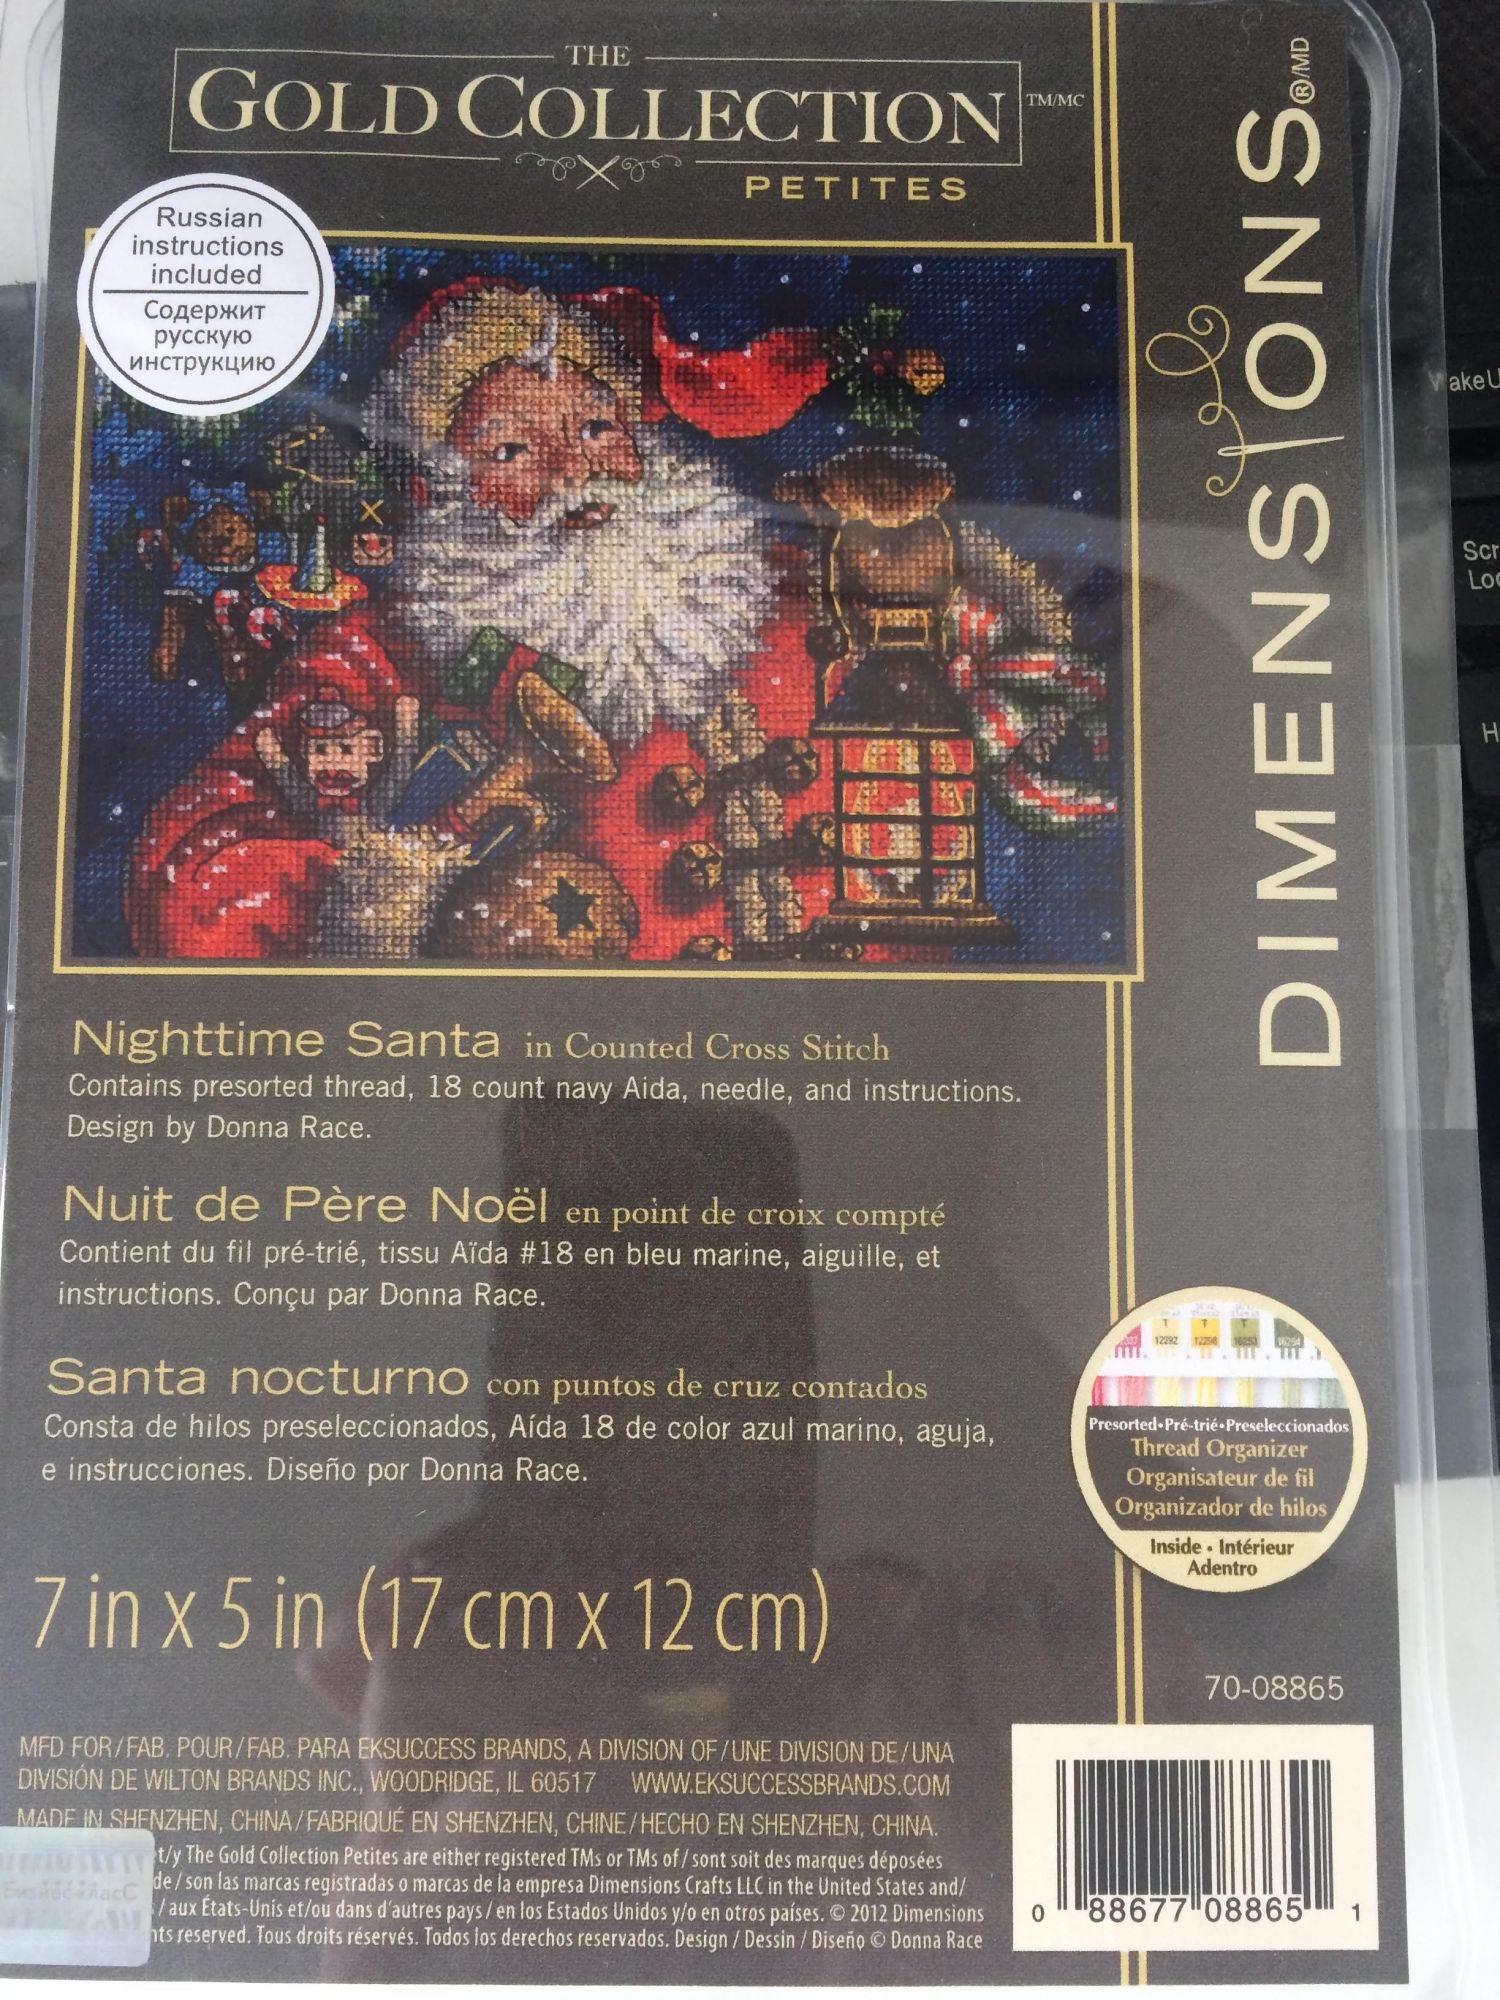 THE
GOLD COLLECTION TM/MC
PETITES
Russian
instructions
included
Содержит
русскую
инструкцию
DIMENSIONS®/MD
Nighttime Santa in Counted Cross Stitch
Contains presorted thread, 18 count navy Aida, needle, and instructions.
Design by Donna Race.
Nuit de Père Noël en point de croix compté
Contient du fil pré-trié, tissu Aïda #18 en bleu marine, aiguille, et
instructions. Conçu par Donna Race.
Santa nocturno con puntos de cruz contados
Consta de hilos preseleccionados, Aída 18 de color azul marino, aguja,
e instrucciones. Diseño por Donna Race.
T T
12292 12298 16253
Presorted•Pré-trié•Preseleccionados
Thread Organizer
Organisateur de fil
Organizador de hilos
Inside • Intérieur
Adentro
7 in x 5 in (17 cm x 12 cm)
70-08865
MFD FOR/FAB. POUR/FAB. PARA EKSUCCESS BRANDS, A DIVISION OF/UNE DIVISION DE/UNA
DIVISIÓN DE WILTON BRANDS INC., WOODRIDGE, IL 60517 WWW.EKSUCCESSBRANDS.COM
MADE IN SHENZHEN, CHINA/FABRIQUÉ EN SHENZHEN, CHINE/HECHO EN SHENZHEN, CHINA.
t/y The Gold Collection Petites are either registered TMs or TMs of/sont soit des marques déposées
de/son las marcas registradas o marcas de la empresa Dimensions Crafts LLC in the United States and/
/aux États-Unis et/ou dans d'autres pays/en los Estados Unidos y/o en otros países. © 2012 Dimensions
nts reserved. Tous droits réservés. Todos los derechos reservados. Design / Dessin / Diseño © Donna Race
0 88677 08865 1
WakeU
Scr
Loc
H